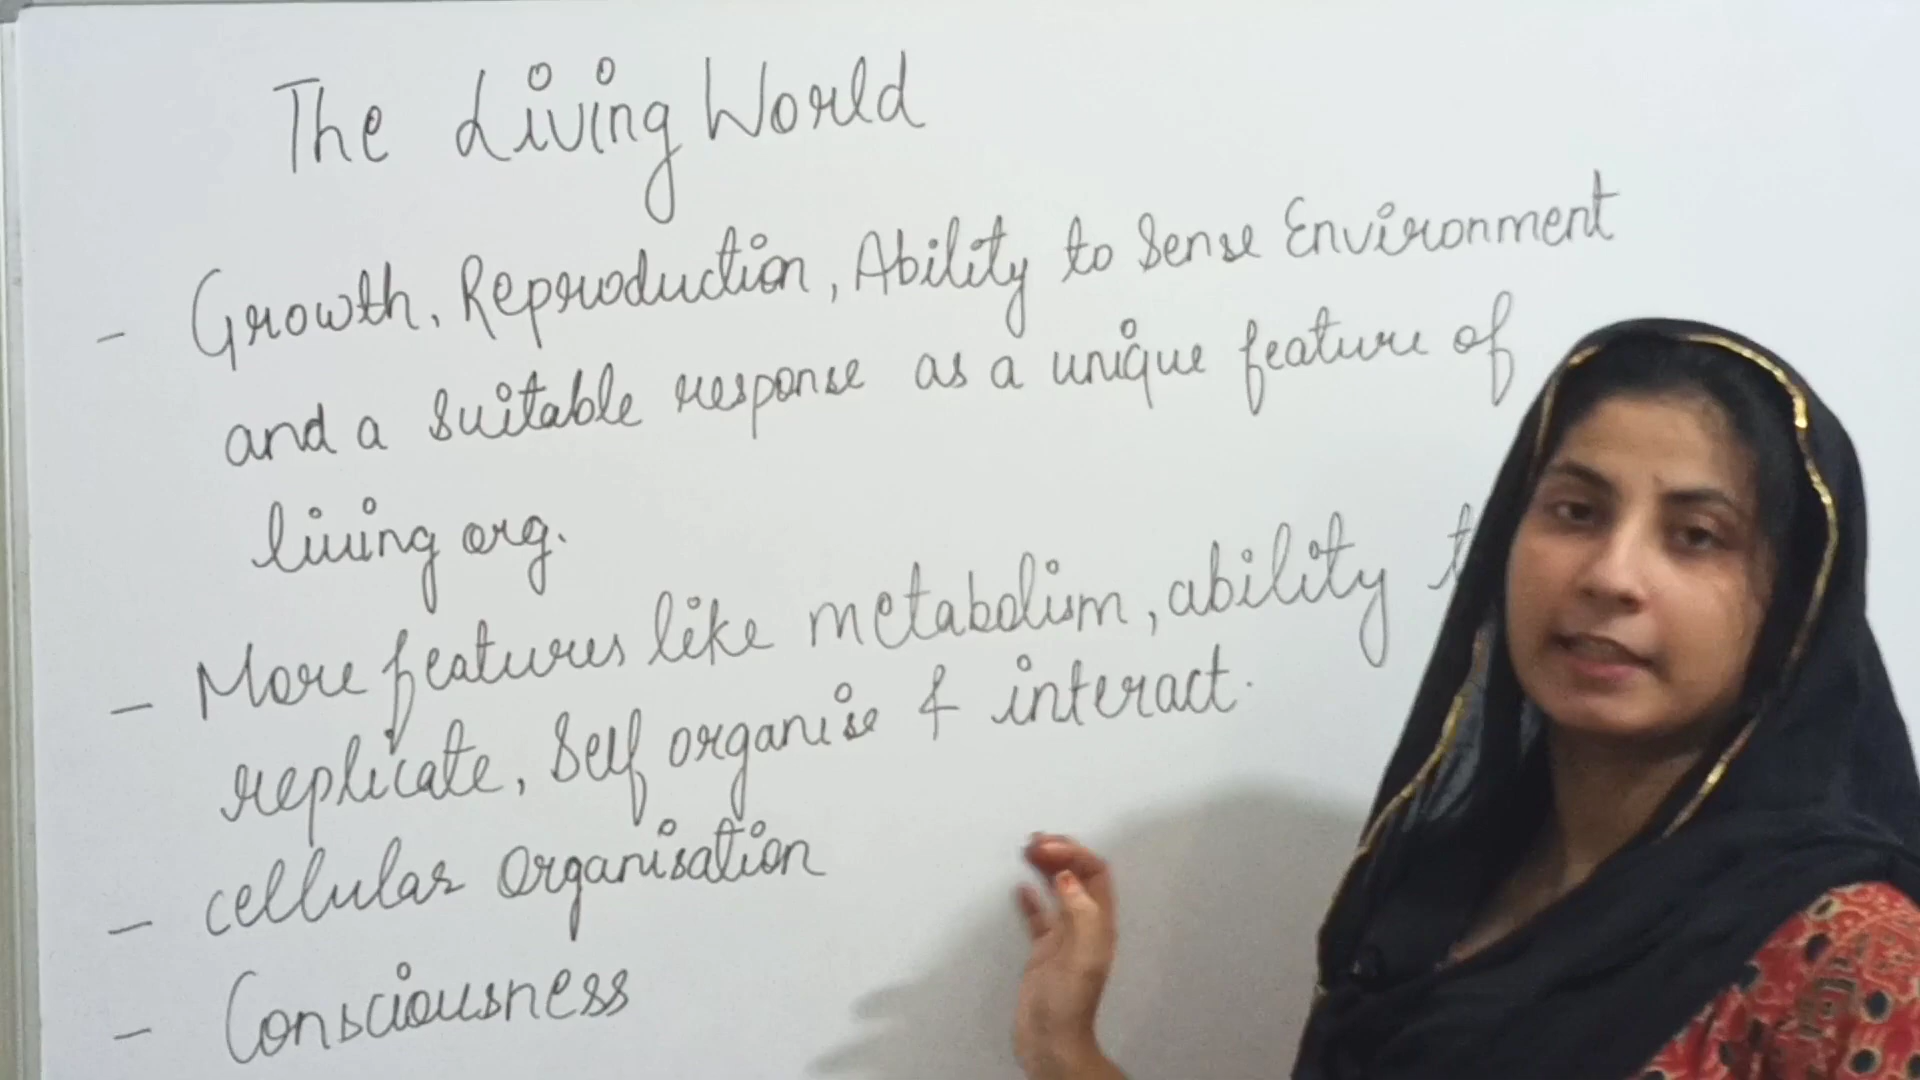 The Living World
- Growth, Reproduction, Ability to Sense Environment
and a suitable response as a unique feature of
living org.
- More features like metabolism, ability
replicate, Self organise & interact.
- cellular Organisation
- Consciousness